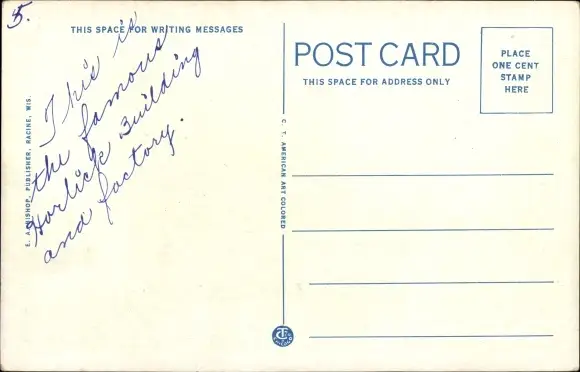 5.
THIS SPACE FOR WRITING MESSAGES
This is
the famous
Horlick Building
and factory.
E. A. BISHOP, PUBLISHER, RACINE, WIS.
C. T. AMERICAN ART COLORED
POST CARD
THIS SPACE FOR ADDRESS ONLY
PLACE
ONE CENT
STAMP
HERE